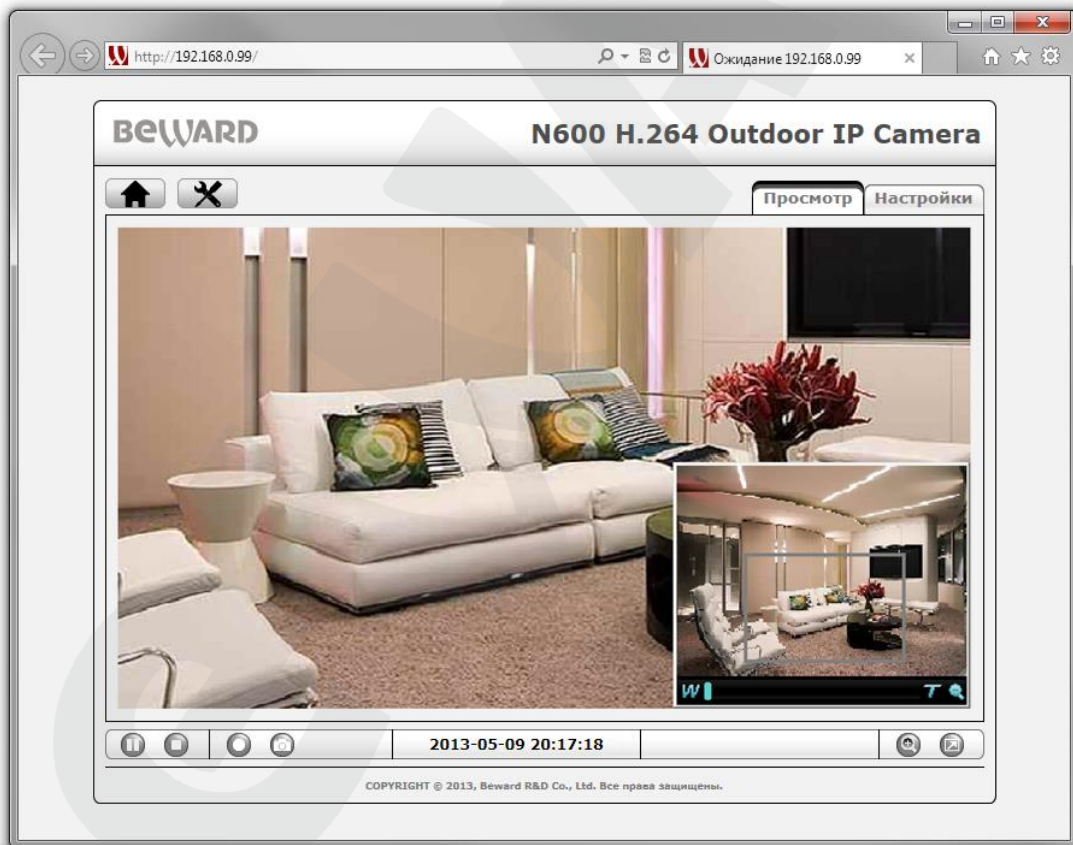 http://192.168.0.99/
Ожидание 192.168.0.99
BEWARD
N600 H.264 Outdoor IP Camera
Просмотр
Настройки
W
T
2013-05-09 20:17:18
COPYRIGHT © 2013, Beward R&D Co., Ltd. Все права защищены.